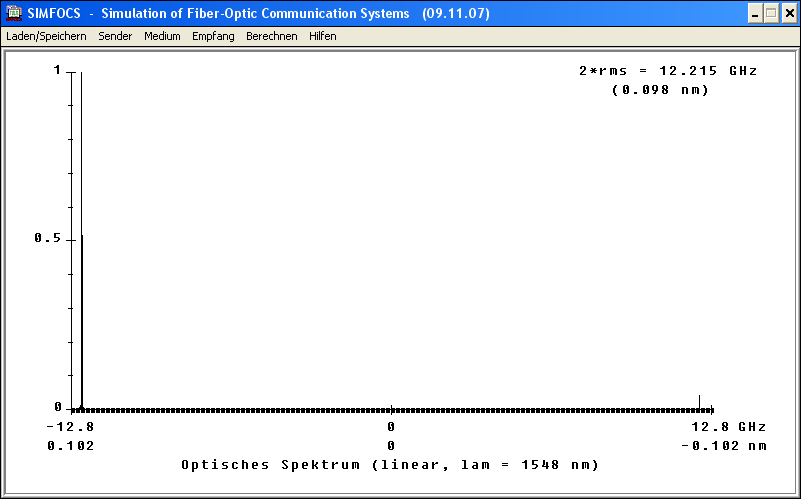 SIMFOCS - Simulation of Fiber-Optic Communication Systems (09.11.07)
Laden/Speichern Sender Medium Empfang Berechnen Hilfen
1
2*rms = 12.215 GHz
(0.098 nm)
0.5
0
-12.8 0 12.8 GHz
0.102 0 -0.102 nm
Optisches Spektrum (linear, lam = 1548 nm)